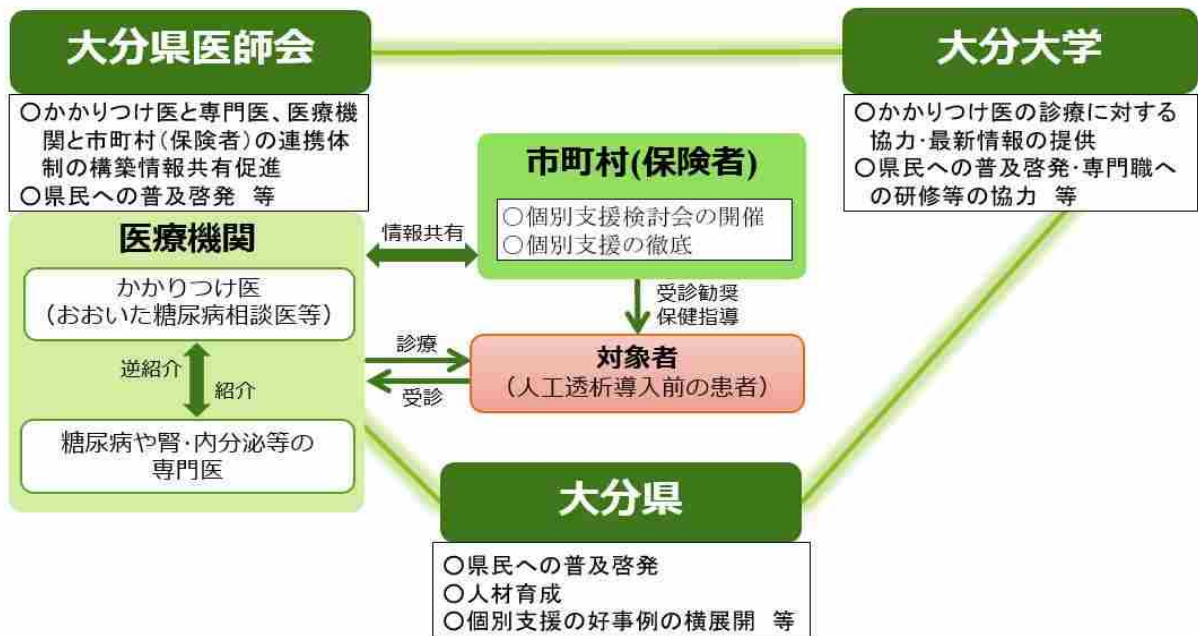 大分県医師会
○かかりつけ医と専門医、医療機
関と市町村(保険者)の連携体
制の構築情報共有促進
○県民への普及啓発 等
大分大学
○かかりつけ医の診療に対する
協力・最新情報の提供
○県民への普及啓発・専門職へ
の研修等の協力 等
市町村(保険者)
○個別支援検討会の開催
○個別支援の徹底
医療機関
かかりつけ医
（おおいた糖尿病相談医等）
逆紹介
紹介
糖尿病や腎・内分泌等の
専門医
情報共有
受診勧奨
保健指導
診療
受診
対象者
（人工透析導入前の患者）
大分県
○県民への普及啓発
○人材育成
○個別支援の好事例の横展開 等